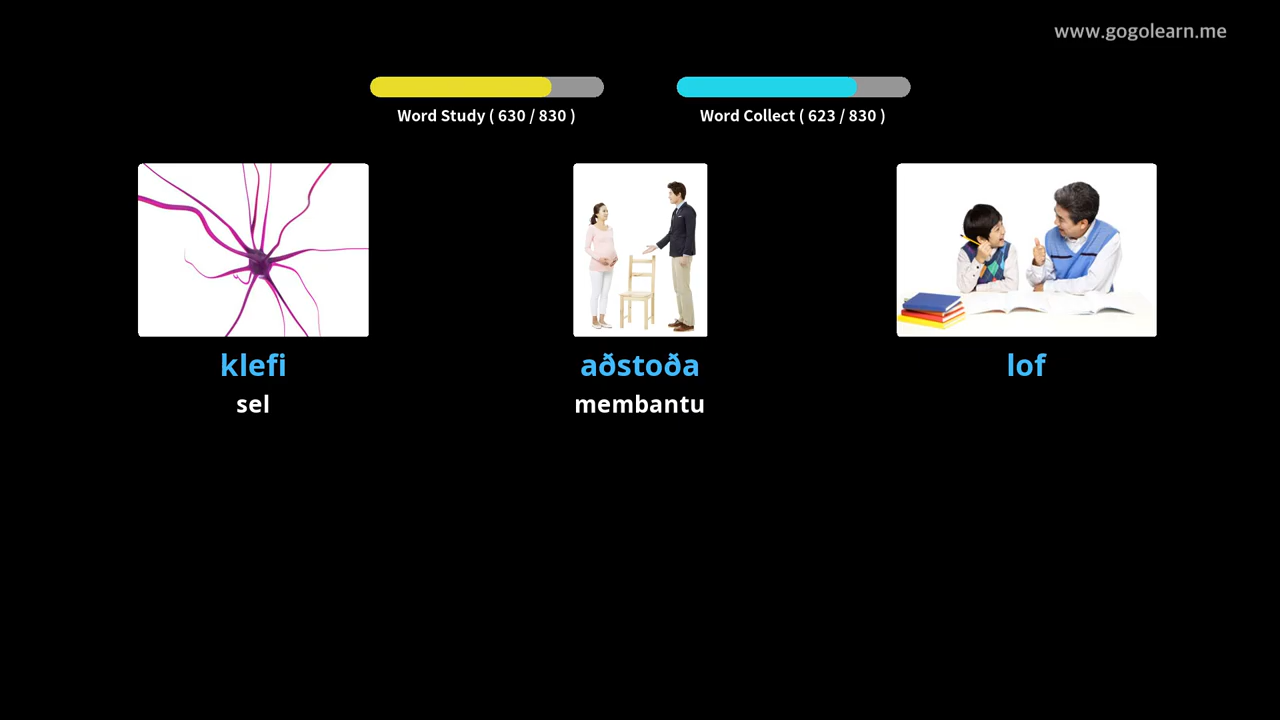 www.gogolearn.me
Word Study ( 630 / 830 )
Word Collect ( 623 / 830 )
klefi
sel
aðstoða
membantu
lof